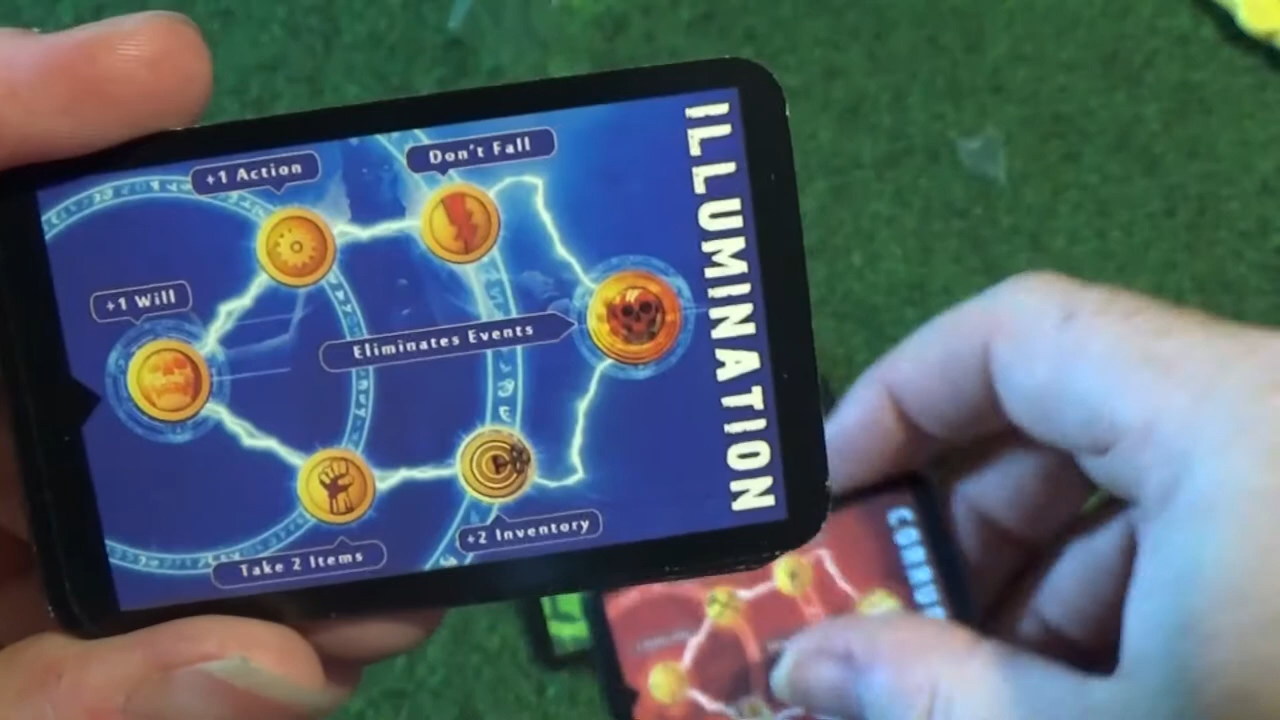 ILLUMINATION
+1 Action
Don't Fall
+1 Will
Eliminates Events
+2 Inventory
Take 2 Items